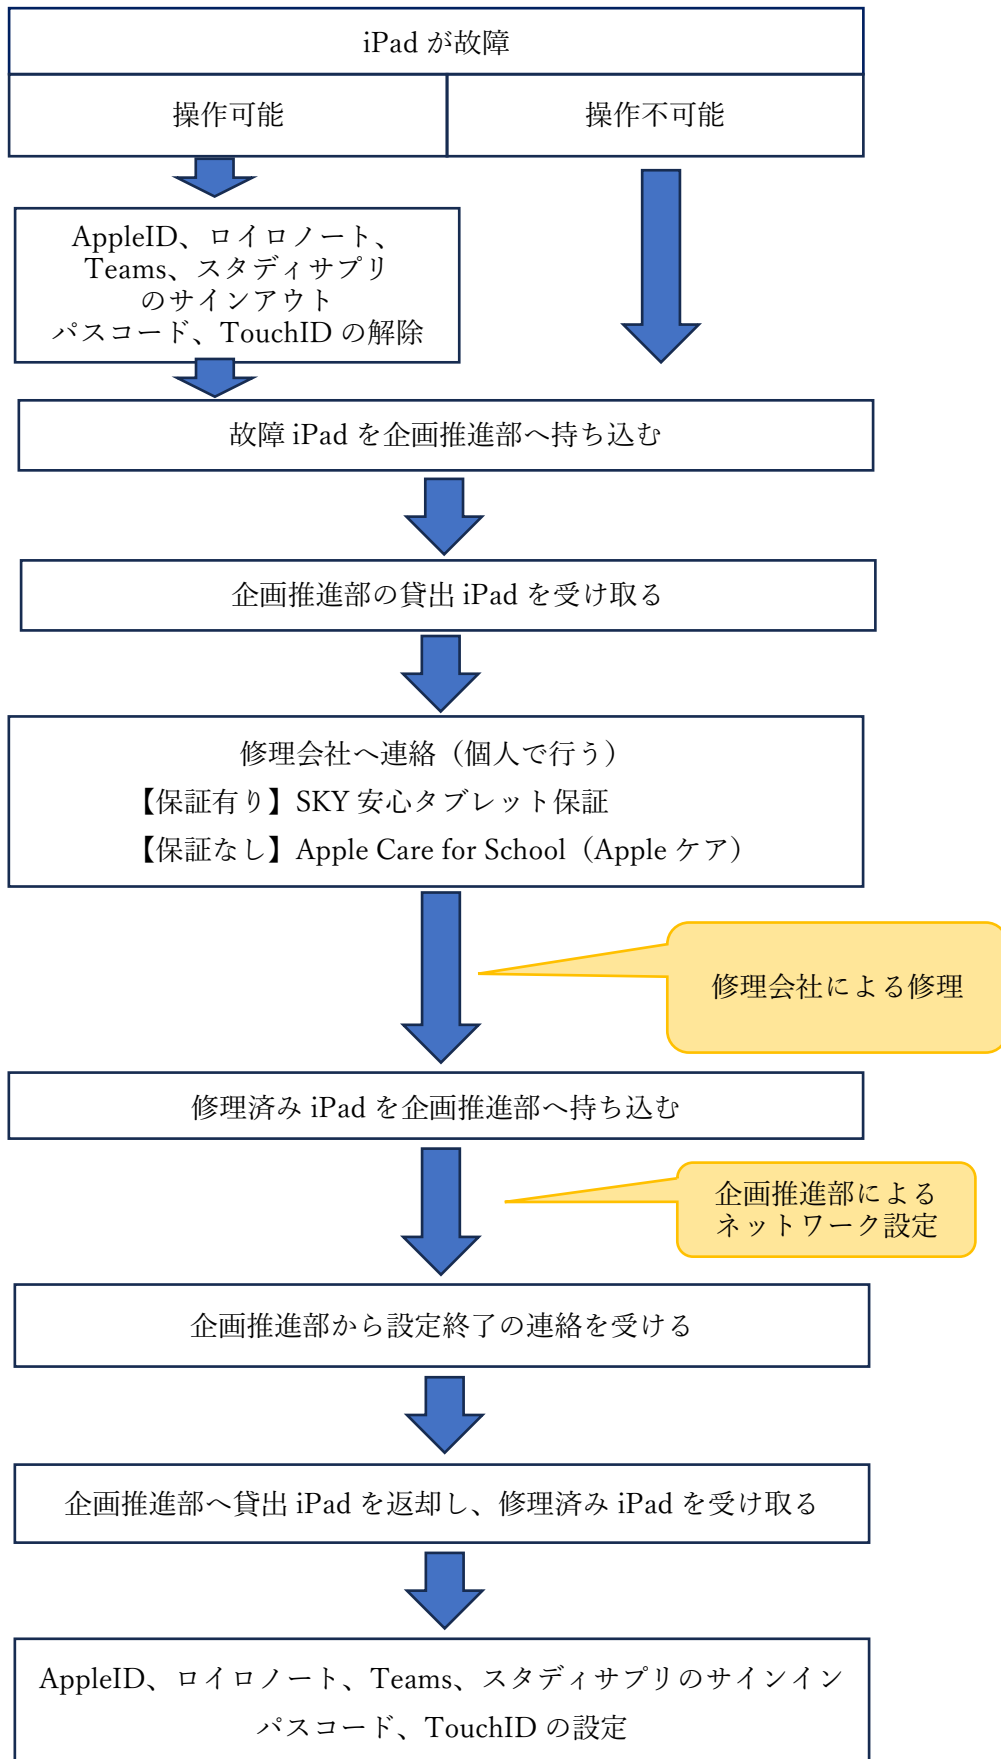 iPad が故障
操作可能
操作不可能
AppleID、ロイロノート、
Teams、スタディサプリ
のサインアウト
パスコード、TouchID の解除
故障 iPad を企画推進部へ持ち込む
企画推進部の貸出 iPad を受け取る
修理会社へ連絡（個人で行う）
【保証有り】SKY 安心タブレット保証
【保証なし】Apple Care for School（Apple ケア）
修理会社による修理
修理済み iPad を企画推進部へ持ち込む
企画推進部による
ネットワーク設定
企画推進部から設定終了の連絡を受ける
企画推進部へ貸出 iPad を返却し、修理済み iPad を受け取る
AppleID、ロイロノート、Teams、スタディサプリのサインイン
パスコード、TouchID の設定